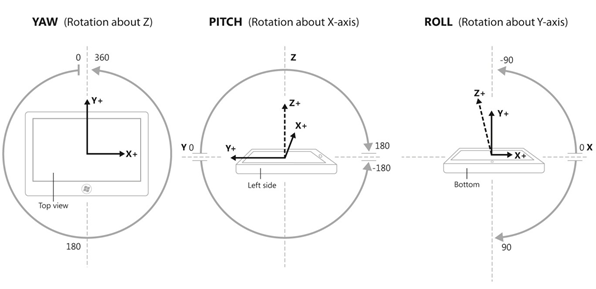 YAW (Rotation about Z)
0 360
Y+
X+
Top view
180
PITCH (Rotation about X-axis)
Z
Z+
X+
Y+
Y 0
180
-180
Left side
ROLL (Rotation about Y-axis)
-90
Z+
Y+
X+
0 X
Bottom
90